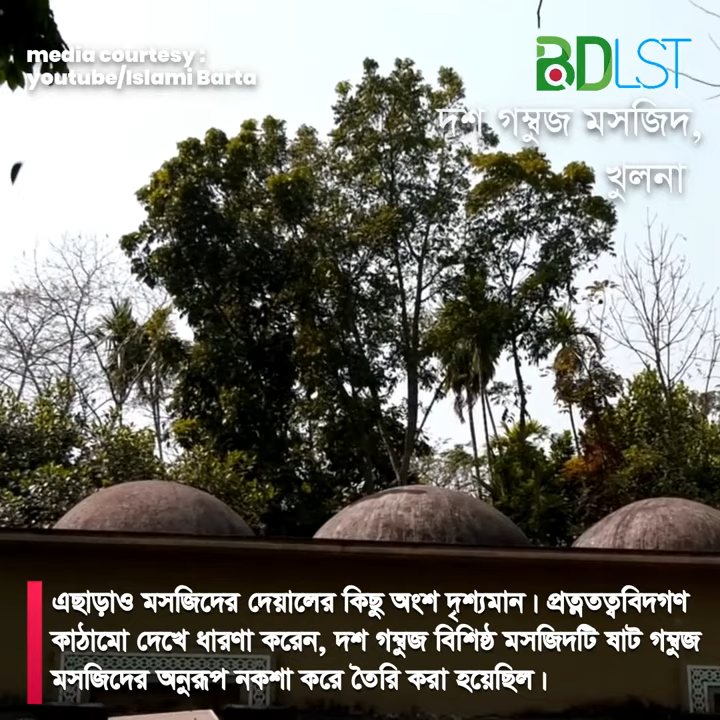 media courtesy :
youtube/Islami Barta
BDLST
দশ গম্বুজ মসজিদ,
খুলনা
এছাড়াও মসজিদের দেয়ালের কিছু অংশ দৃশ্যমান। প্রত্নতত্ববিদগণ
কাঠামো দেখে ধারণা করেন, দশ গম্বুজ বিশিষ্ঠ মসজিদটি ষাট গম্বুজ
মসজিদের অনুরূপ নকশা করে তৈরি করা হয়েছিল।